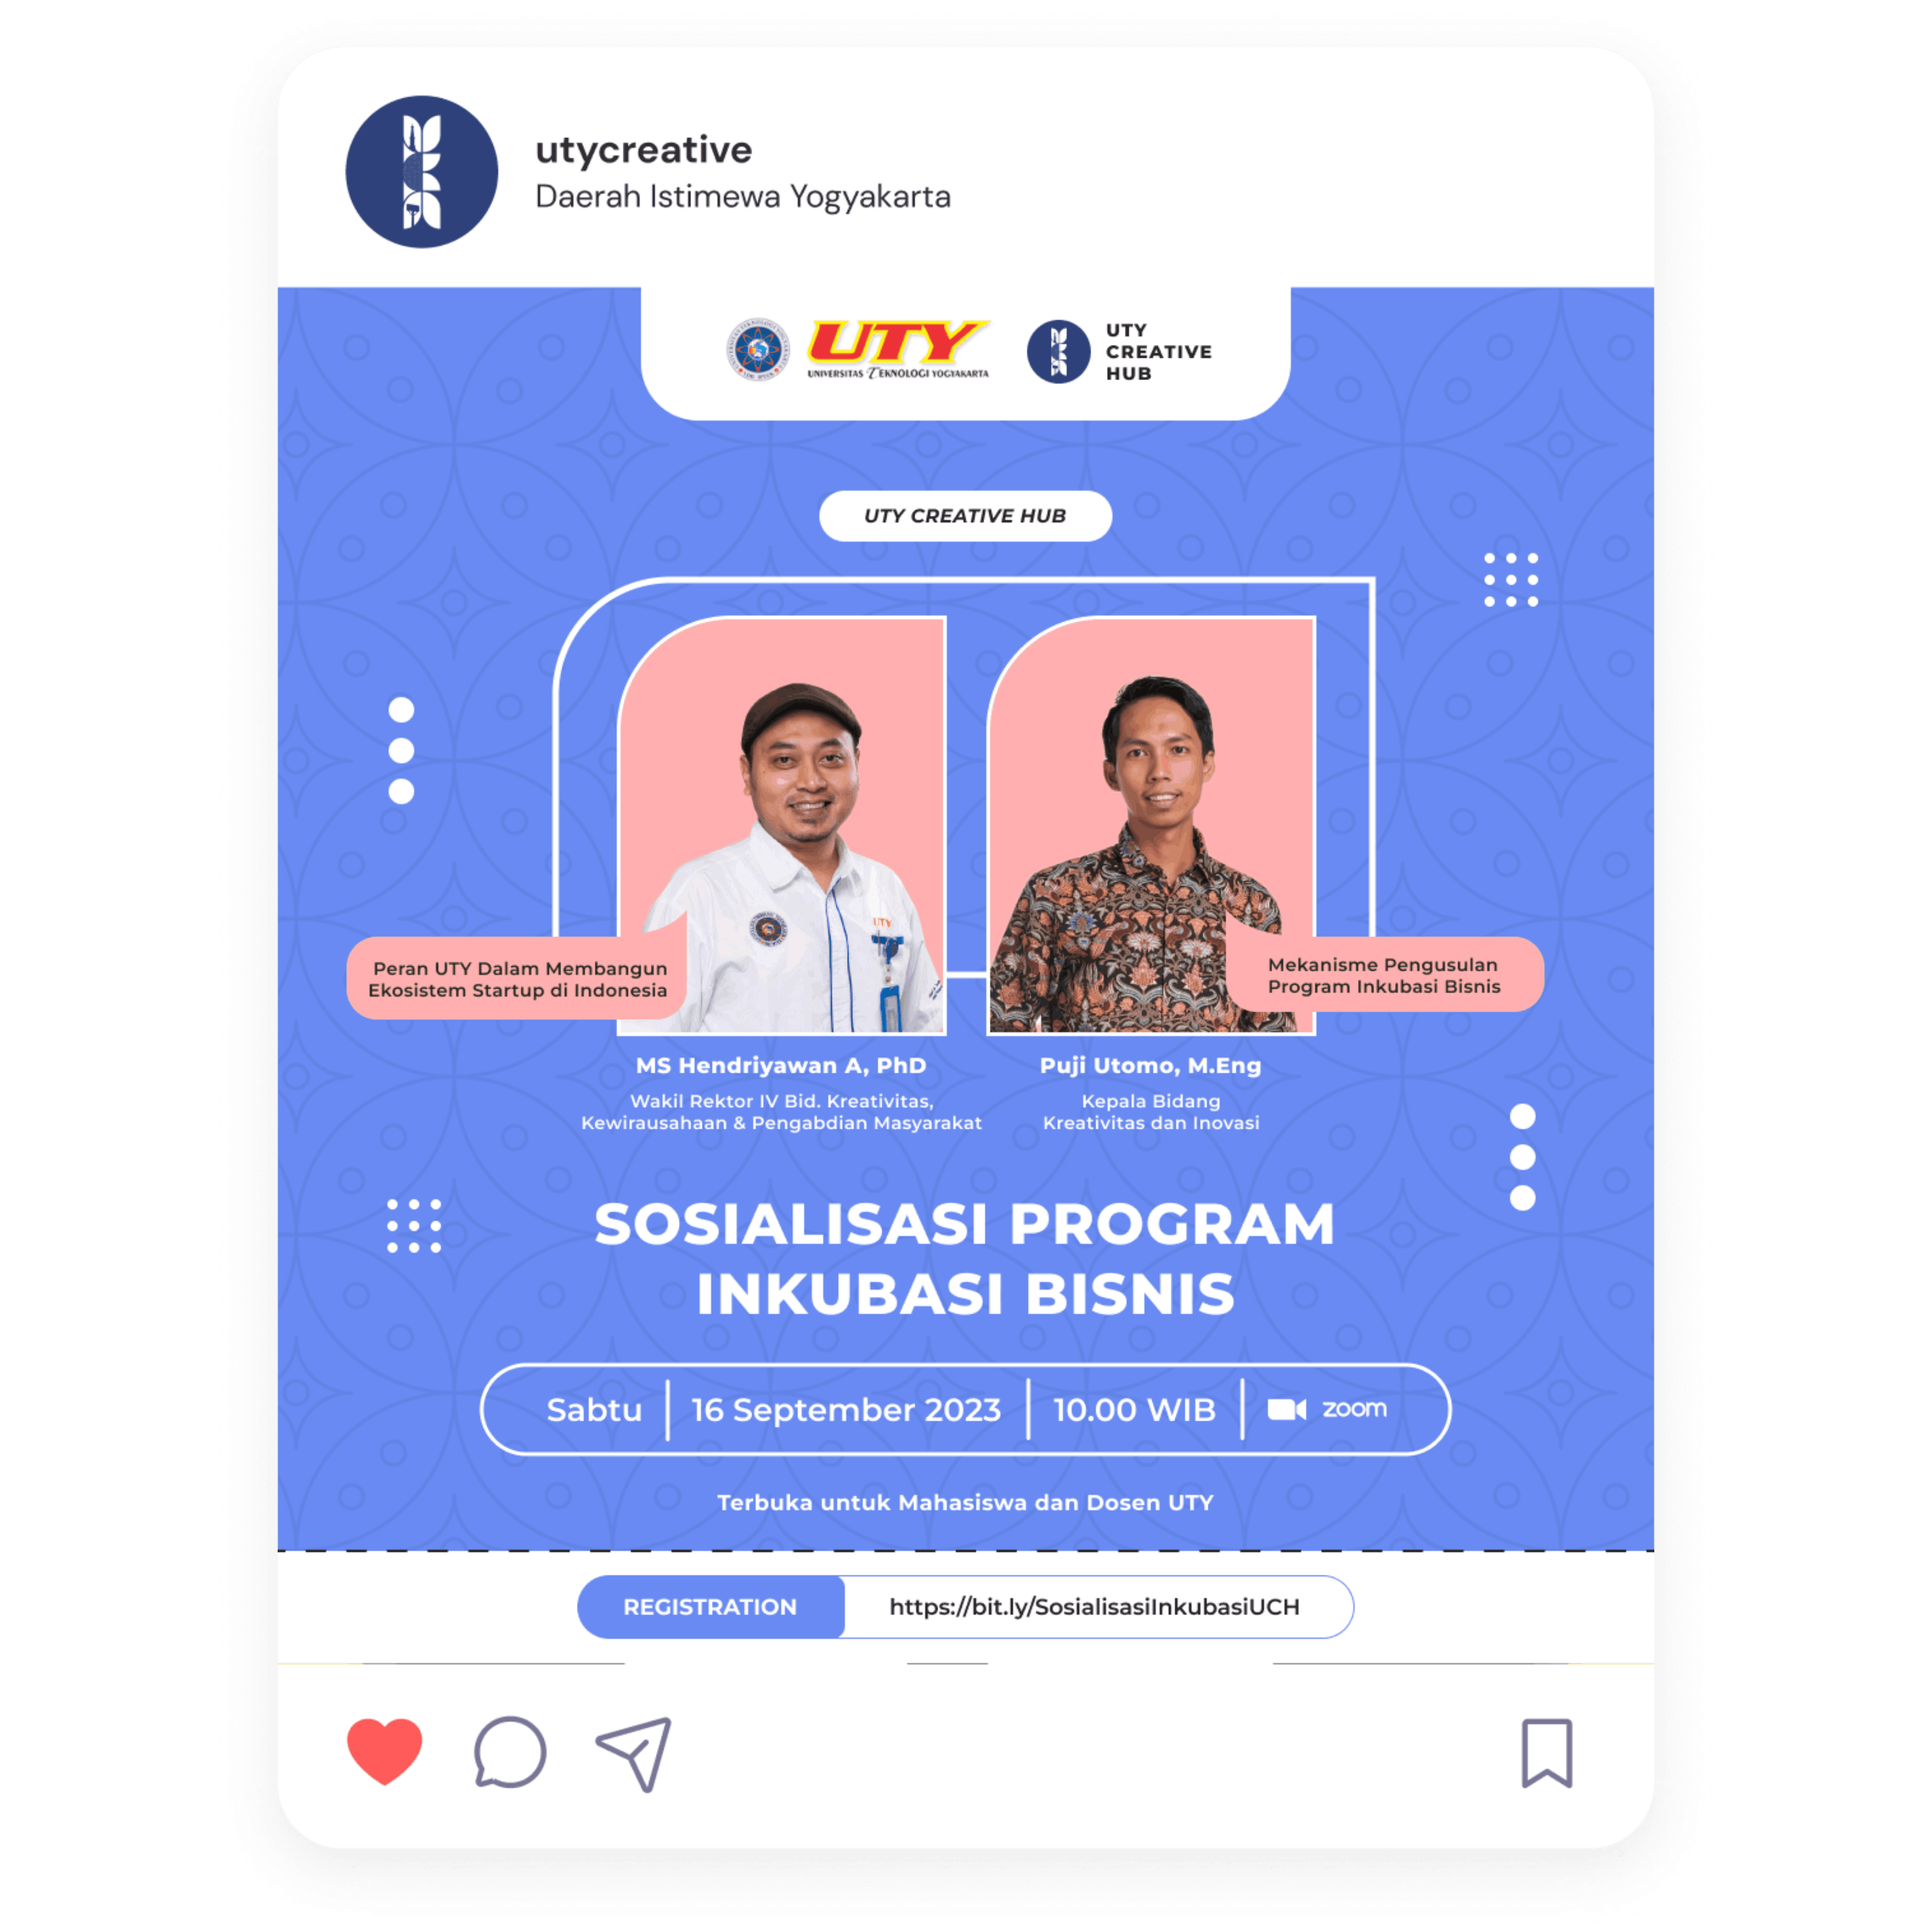 utycreative
Daerah Istimewa Yogyakarta
UTY
UNIVERSITAS TEKNOLOGI YOGYAKARTA
UTY
CREATIVE
HUB
UTY CREATIVE HUB
UTY
Peran UTY Dalam Membangun
Ekosistem Startup di Indonesia
Mekanisme Pengusulan
Program Inkubasi Bisnis
MS Hendriyawan A, PhD
Wakil Rektor IV Bid. Kreativitas,
Kewirausahaan & Pengabdian Masyarakat
Puji Utomo, M.Eng
Kepala Bidang
Kreativitas dan Inovasi
SOSIALISASI PROGRAM
INKUBASI BISNIS
Sabtu
16 September 2023
10.00 WIB
zoom
Terbuka untuk Mahasiswa dan Dosen UTY
REGISTRATION
https://bit.ly/SosialisasiInkubasiUCH